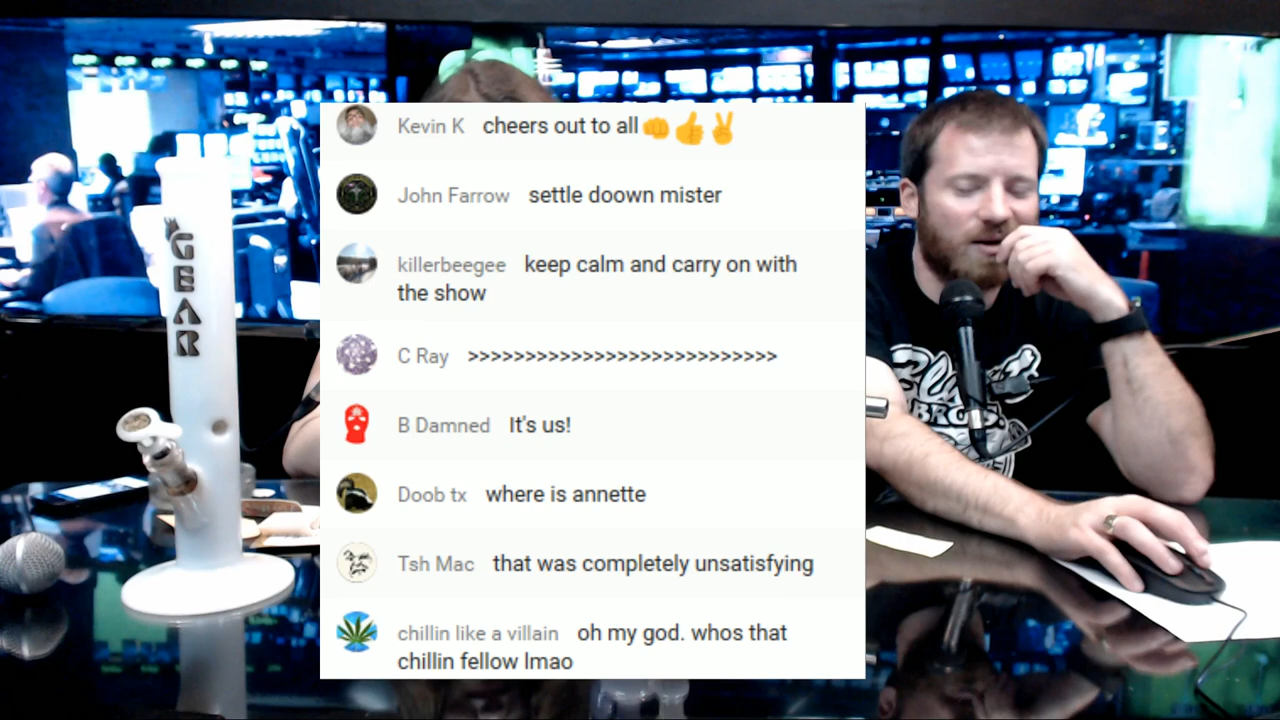 Kevin K cheers out to all👊👍✌
John Farrow settle doown mister
killerbeegee keep calm and carry on with
the show
C Ray >>>>>>>>>>>>>>>>>>>>>>>>>>>
B Damned It's us!
Doob tx where is annette
Tsh Mac that was completely unsatisfying
chillin like a villain oh my god. whos that
chillin fellow lmao
GEAR
BROS.